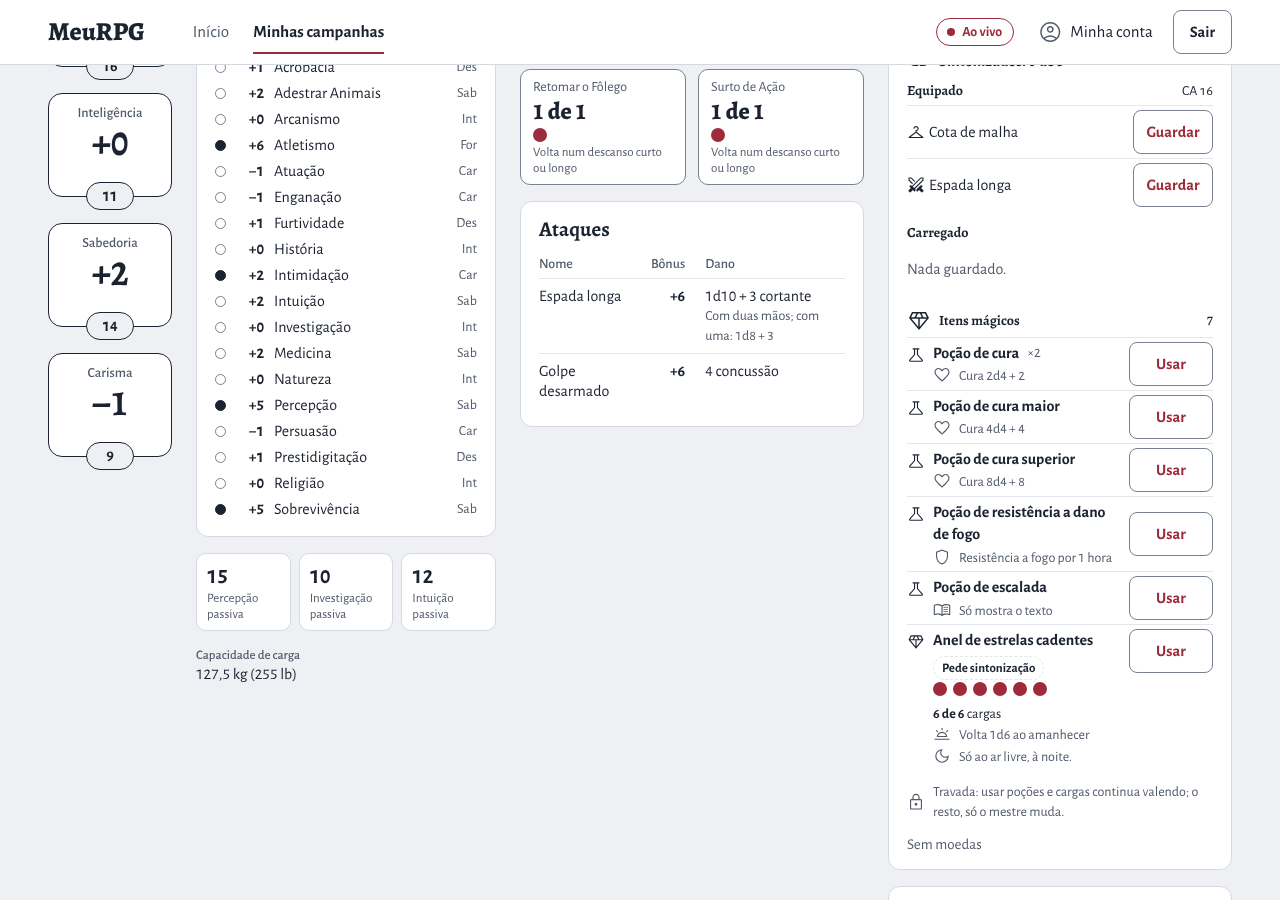 MeuRPG
Início
Minhas campanhas
Ao vivo
Minha conta
Sair
16
Inteligência
+0
11
Sabedoria
+2
14
Carisma
−1
9
+1 Acrobacia Des
+2 Adestrar Animais Sab
+0 Arcanismo Int
+6 Atletismo For
−1 Atuação Car
−1 Enganação Car
+1 Furtividade Des
+0 História Int
+2 Intimidação Car
+2 Intuição Sab
+0 Investigação Int
+2 Medicina Sab
+0 Natureza Int
+5 Percepção Sab
−1 Persuasão Car
+1 Prestidigitação Des
+0 Religião Int
+5 Sobrevivência Sab
15
Percepção
passiva
10
Investigação
passiva
12
Intuição
passiva
Capacidade de carga
127,5 kg (255 lb)
Retomar o Fôlego
1 de 1
Volta num descanso curto
ou longo
Surto de Ação
1 de 1
Volta num descanso curto
ou longo
Ataques
Nome Bônus Dano
Espada longa +6 1d10 + 3 cortante
Com duas mãos; com
uma: 1d8 + 3
Golpe
desarmado
+6 4 concussão
Equipado CA 16
Cota de malha Guardar
Espada longa Guardar
Carregado
Nada guardado.
Itens mágicos 7
Poção de cura ×2
Cura 2d4 + 2
Usar
Poção de cura maior
Cura 4d4 + 4
Usar
Poção de cura superior
Cura 8d4 + 8
Usar
Poção de resistência a dano
de fogo
Resistência a fogo por 1 hora
Usar
Poção de escalada
Só mostra o texto
Usar
Anel de estrelas cadentes
Pede sintonização
Usar
6 de 6 cargas
Volta 1d6 ao amanhecer
Só ao ar livre, à noite.
Travada: usar poções e cargas continua valendo; o
resto, só o mestre muda.
Sem moedas